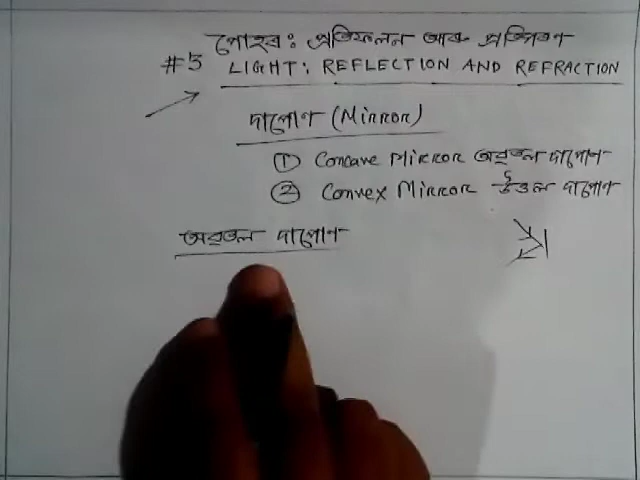 পোহৰ: প্ৰতিফলন আৰু প্ৰতিসৰণ
#5 LIGHT: REFLECTION AND REFRACTION
দাপোণ (Mirror)
① Concave Mirror অৱতল দাপোণ
② Convex Mirror উত্তল দাপোণ
অৱতল দাপোণ